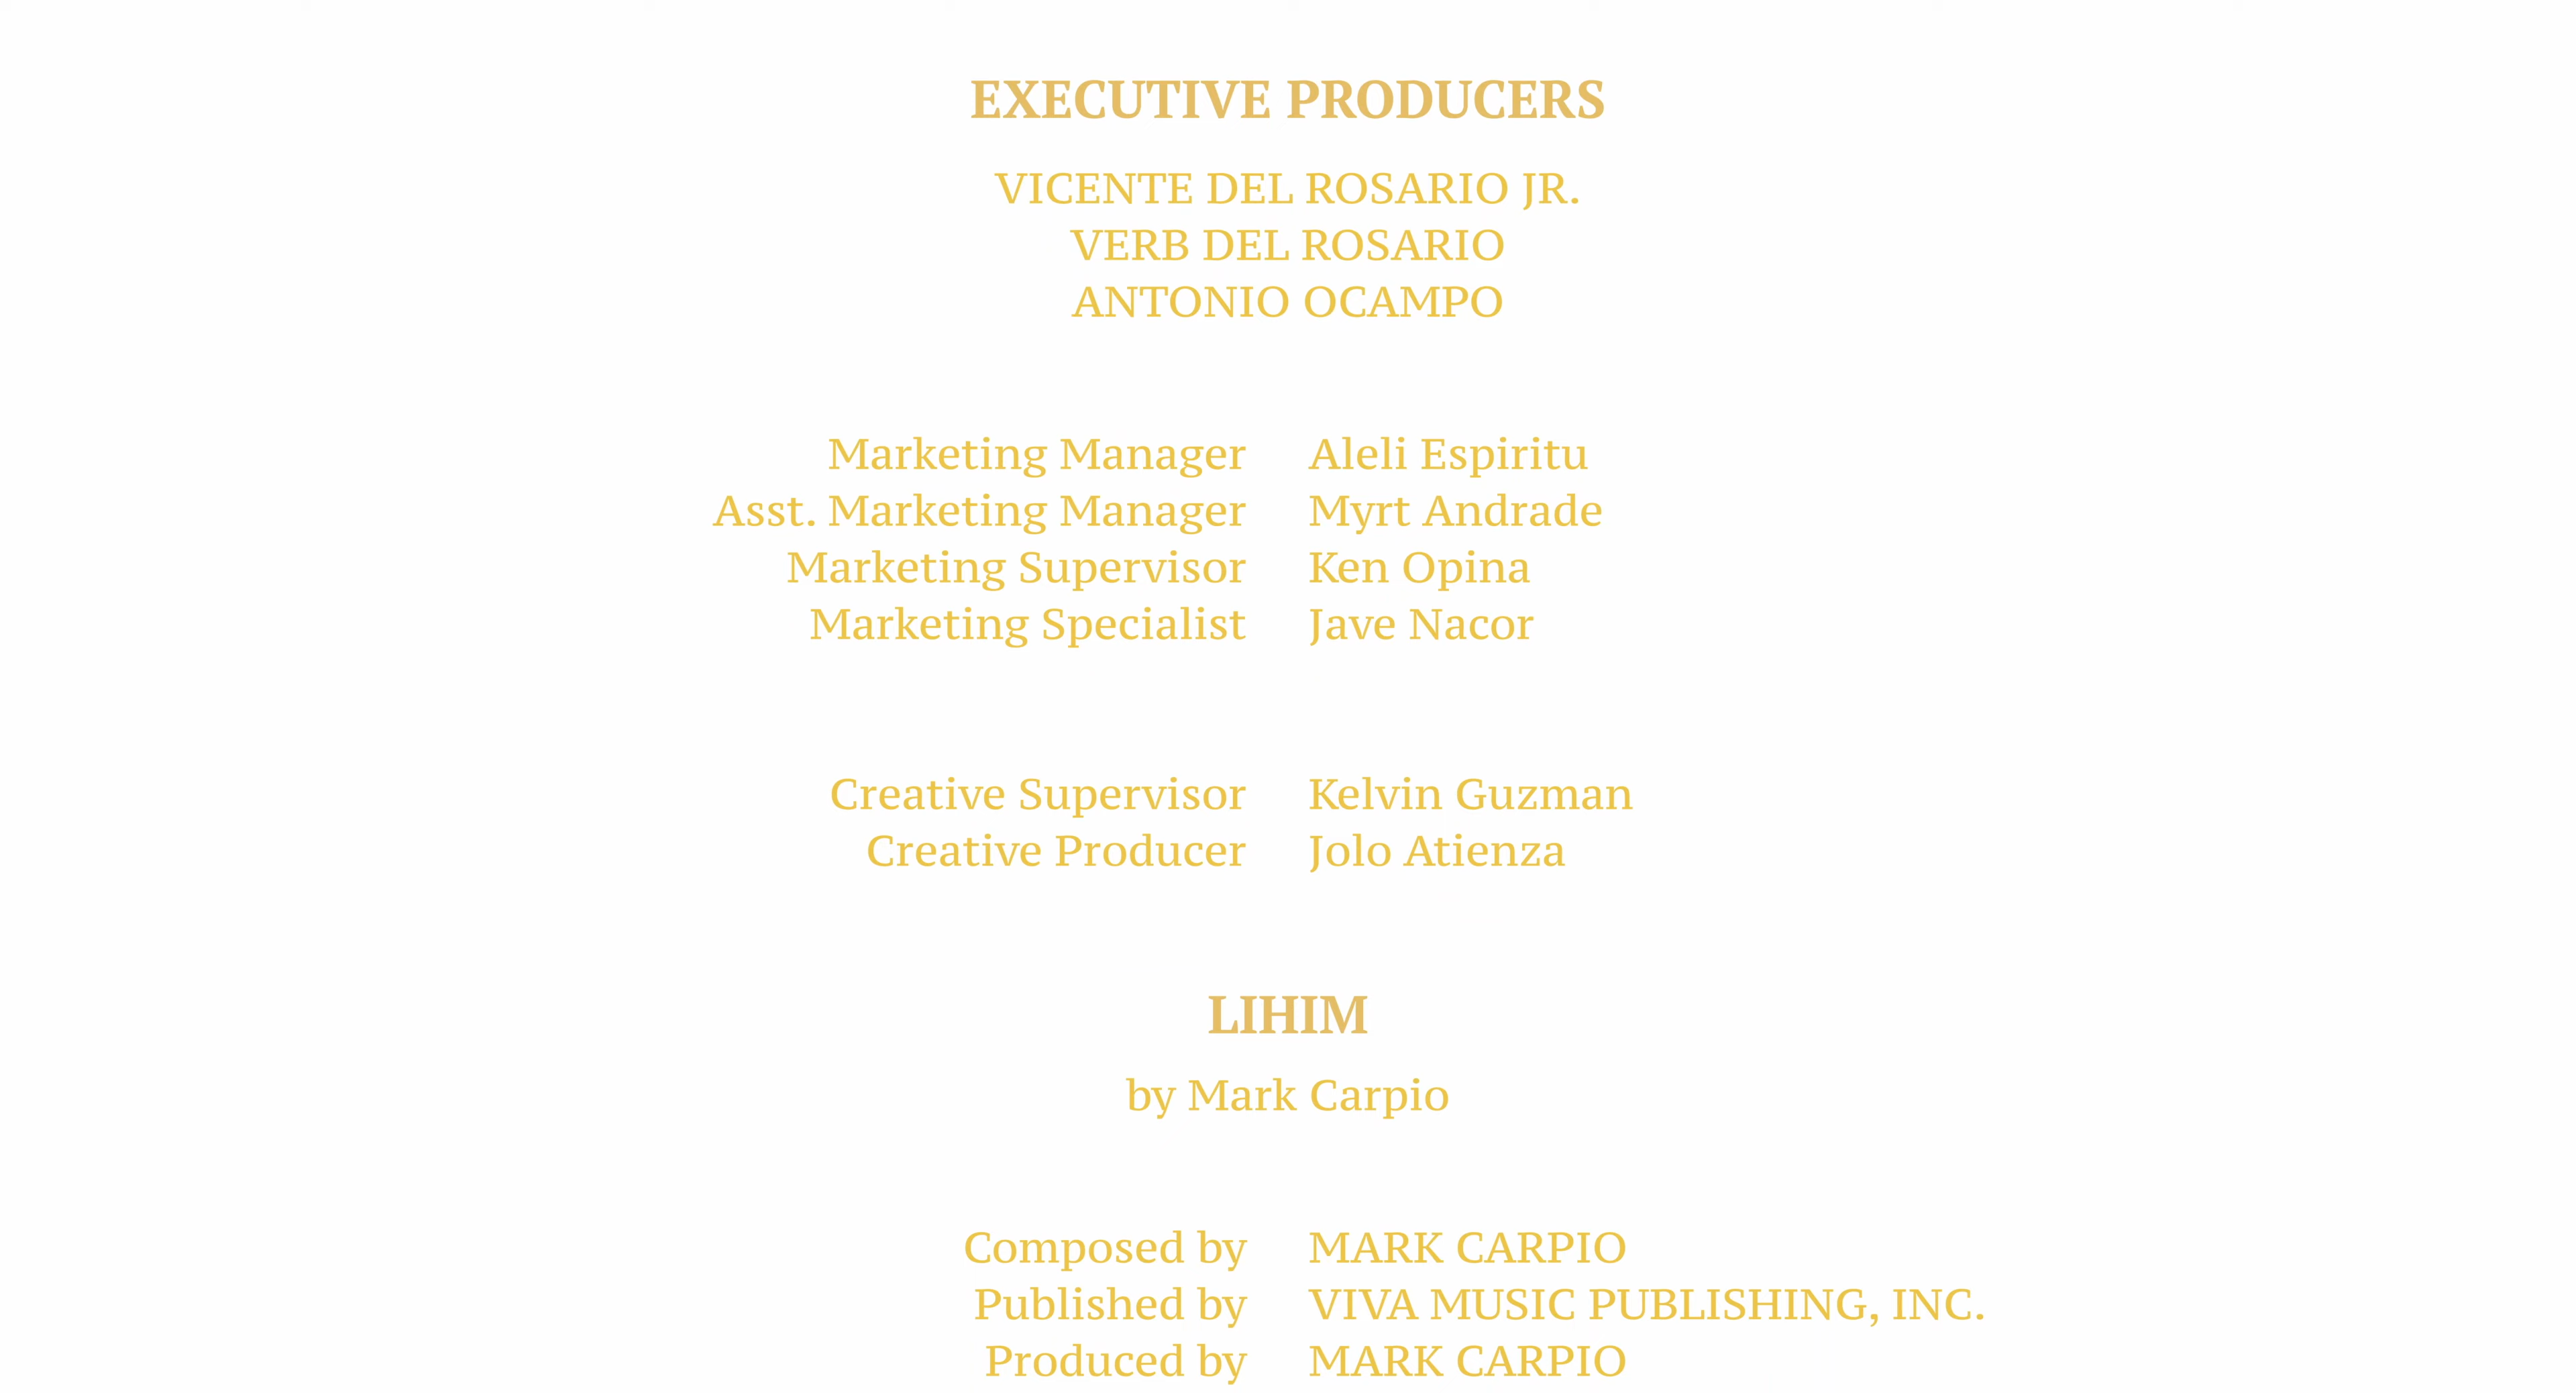 EXECUTIVE PRODUCERS
VICENTE DEL ROSARIO JR.
VERB DEL ROSARIO
ANTONIO OCAMPO
Marketing Manager Aleli Espiritu
Asst. Marketing Manager Myrt Andrade
Marketing Supervisor Ken Opina
Marketing Specialist Jave Nacor
Creative Supervisor Kelvin Guzman
Creative Producer Jolo Atienza
LIHIM
by Mark Carpio
Composed by MARK CARPIO
Published by VIVA MUSIC PUBLISHING, INC.
Produced by MARK CARPIO